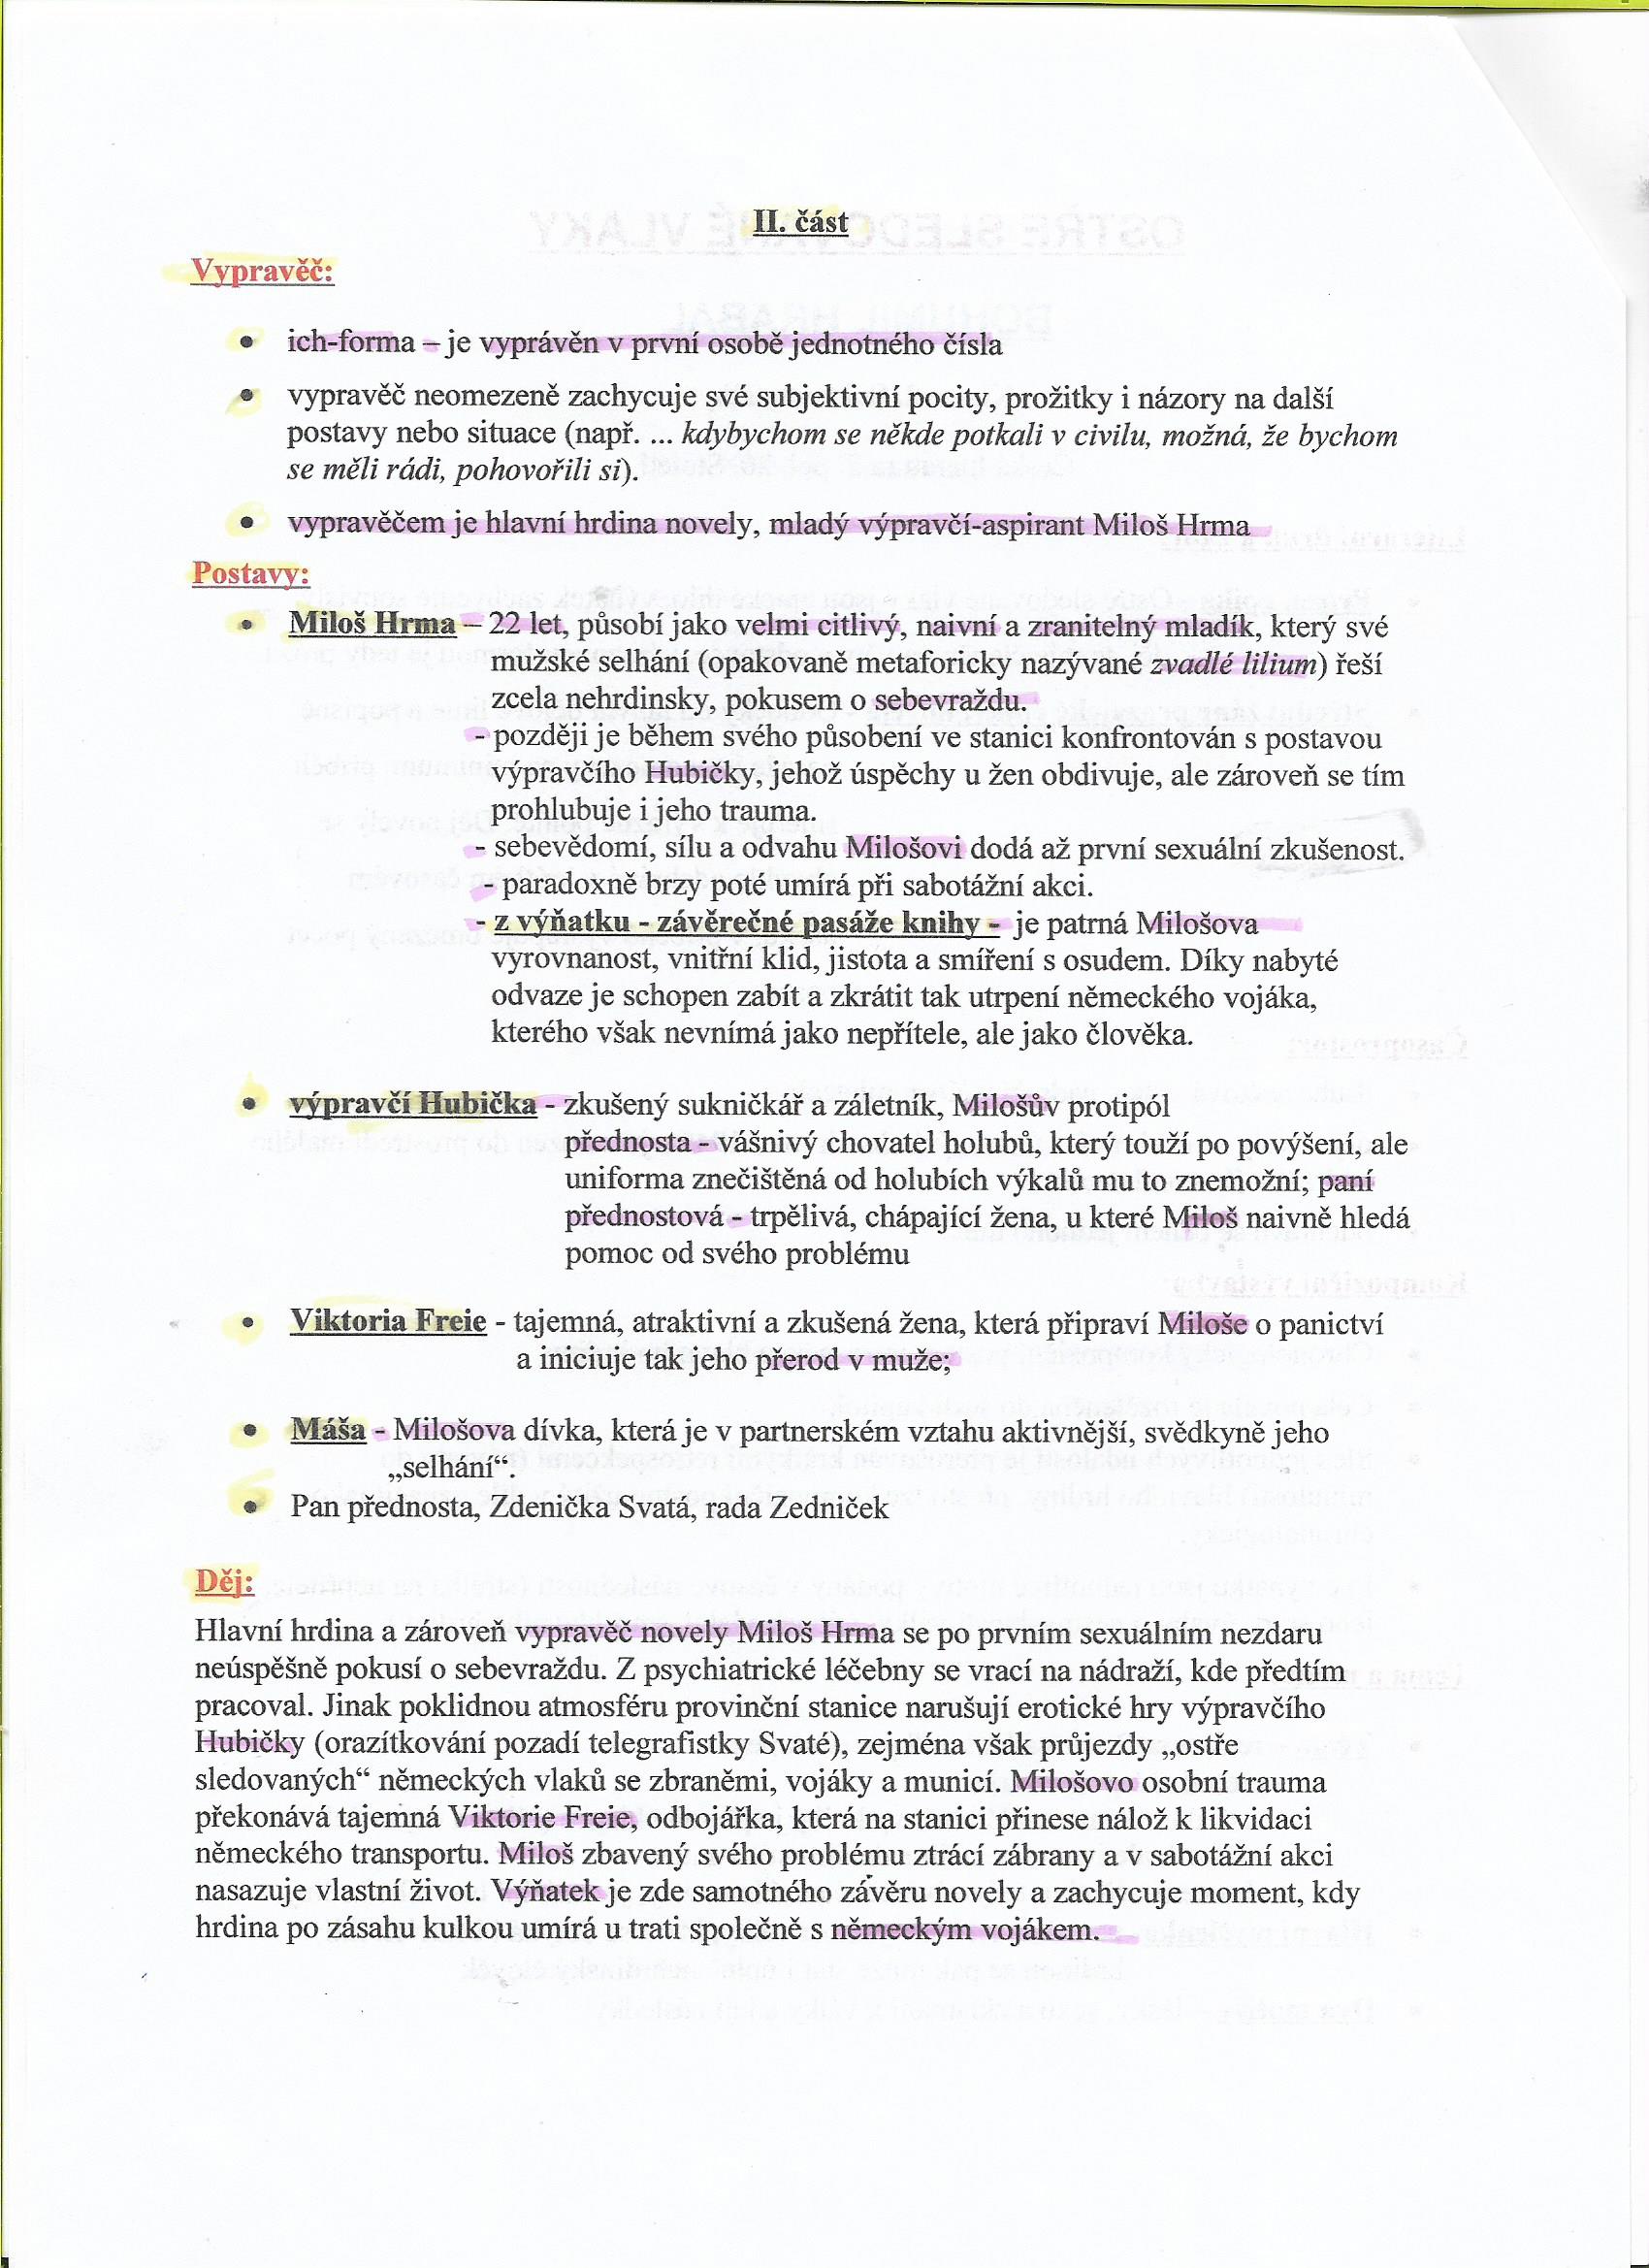 II. část
Vypravěč:
• ich-forma – je vyprávěn v první osobě jednotného čísla
• vypravěč neomezeně zachycuje své subjektivní pocity, prožitky i názory na další
postavy nebo situace (např. ... kdybychom se někde potkali v civilu, možná, že bychom
se měli rádi, pohovořili si).
• vypravěčem je hlavní hrdina novely, mladý výpravčí-aspirant Miloš Hrma
Postavy:
• Miloš Hrma – 22 let, působí jako velmi citlivý, naivní a zranitelný mladík, který své
mužské selhání (opakovaně metaforicky nazývané zvadlé lilium) řeší
zcela nehrdinsky, pokusem o sebevraždu.
- později je během svého působení ve stanici konfrontován s postavou
výpravčího Hubičky, jehož úspěchy u žen obdivuje, ale zároveň se tím
prohlubuje i jeho trauma.
- sebevědomí, sílu a odvahu Milošovi dodá až první sexuální zkušenost.
- paradoxně brzy poté umírá při sabotážní akci.
- z výňatku - závěrečné pasáže knihy - je patrná Milošova
vyrovnanost, vnitřní klid, jistota a smíření s osudem. Díky nabyté
odvaze je schopen zabít a zkrátit tak utrpení německého vojáka,
kterého však nevnímá jako nepřítele, ale jako člověka.
• výpravčí Hubička - zkušený sukničkář a záletník, Milošův protipól
přednosta - vášnivý chovatel holubů, který touží po povýšení, ale
uniforma znečištěná od holubích výkalů mu to znemožní; paní
přednostová - trpělivá, chápající žena, u které Miloš naivně hledá
pomoc od svého problému
• Viktoria Freie - tajemná, atraktivní a zkušená žena, která připraví Miloše o panictví
a iniciuje tak jeho přerod v muže;
• Máša - Milošova dívka, která je v partnerském vztahu aktivnější, svědkyně jeho
„selhání“.
• Pan přednosta, Zdenička Svatá, rada Zedniček
Děj:
Hlavní hrdina a zároveň vypravěč novely Miloš Hrma se po prvním sexuálním nezdaru
neúspěšně pokusí o sebevraždu. Z psychiatrické léčebny se vrací na nádraží, kde předtím
pracoval. Jinak poklidnou atmosféru provinční stanice narušují erotické hry výpravčího
Hubičky (orazítkování pozadí telegrafistky Svaté), zejména však průjezdy „ostře
sledovaných“ německých vlaků se zbraněmi, vojáky a municí. Milošovo osobní trauma
překonává tajemná Viktorie Freie, odbojářka, která na stanici přinese nálož k likvidaci
německého transportu. Miloš zbavený svého problému ztrácí zábrany a v sabotážní akci
nasazuje vlastní život. Výňatek je zde samotného závěru novely a zachycuje moment, kdy
hrdina po zásahu kulkou umírá u trati společně s německým vojákem.